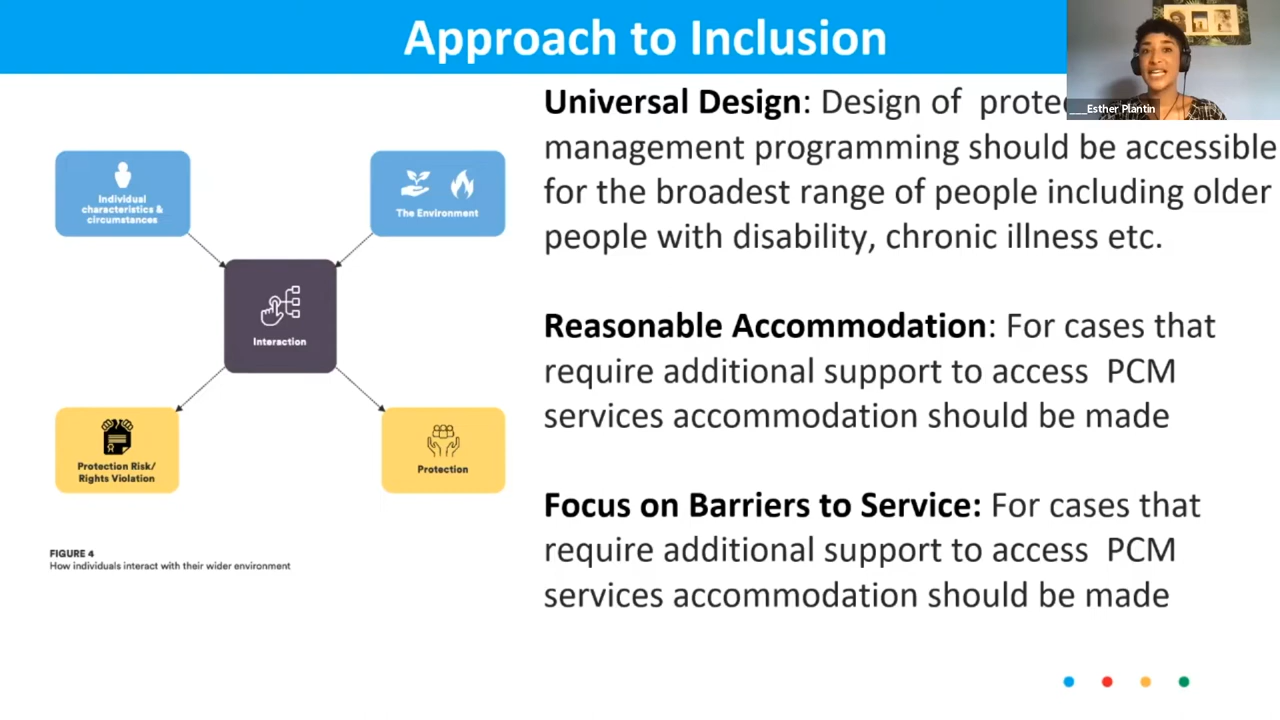 Approach to Inclusion
___Esther Plantin
Universal Design: Design of
management programming should be accessible
for the broadest range of people including older
people with disability, chronic illness etc.
Reasonable Accommodation: For cases that
require additional support to access PCM
services accommodation should be made
Focus on Barriers to Service: For cases that
require additional support to access PCM
services accommodation should be made
Individual
characteristics &
circumstances
The Environment
Interaction
Protection Risk/
Rights Violation
Protection
FIGURE 4
How individuals interact with their wider environment